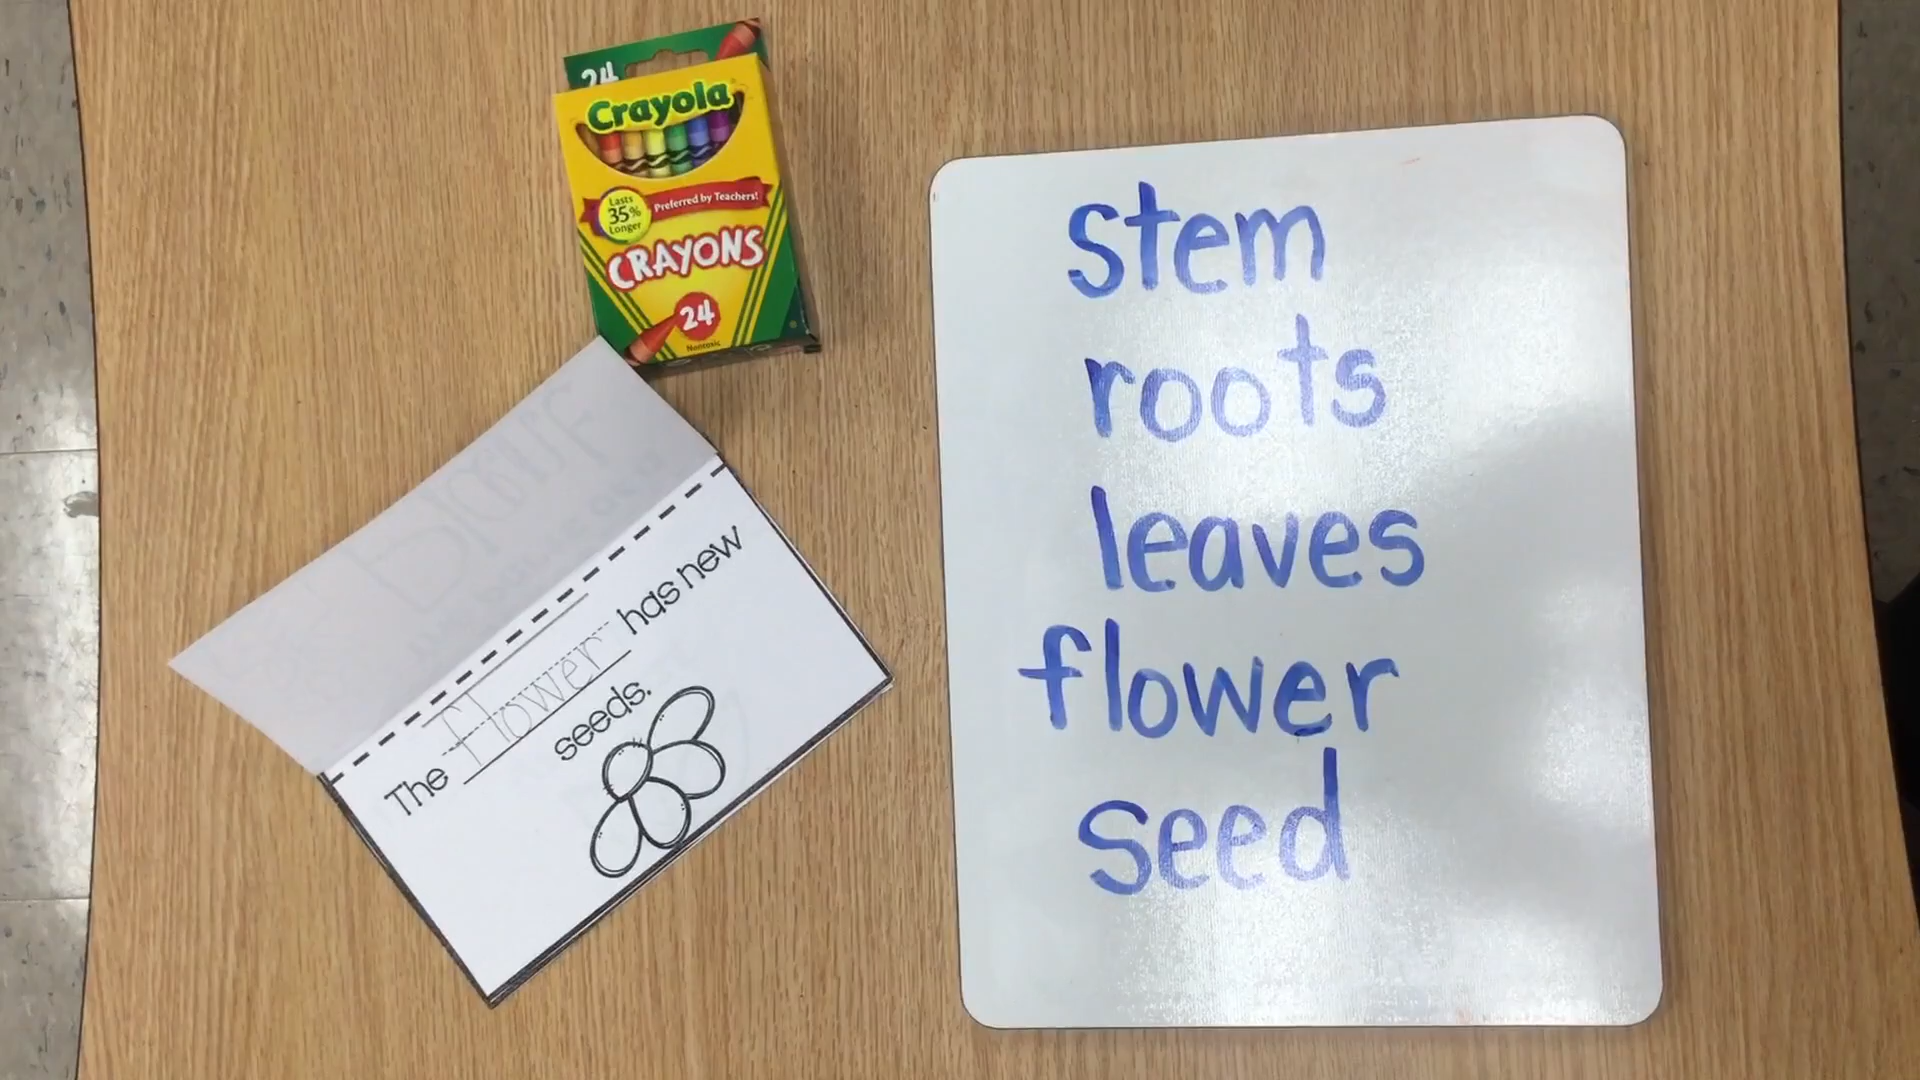 24
Crayola
Lasts
35%
Longer
Preferred by Teachers!
CRAYONS
24
Nontoxic
The flower has new
seeds.
stem
roots
leaves
flower
seed